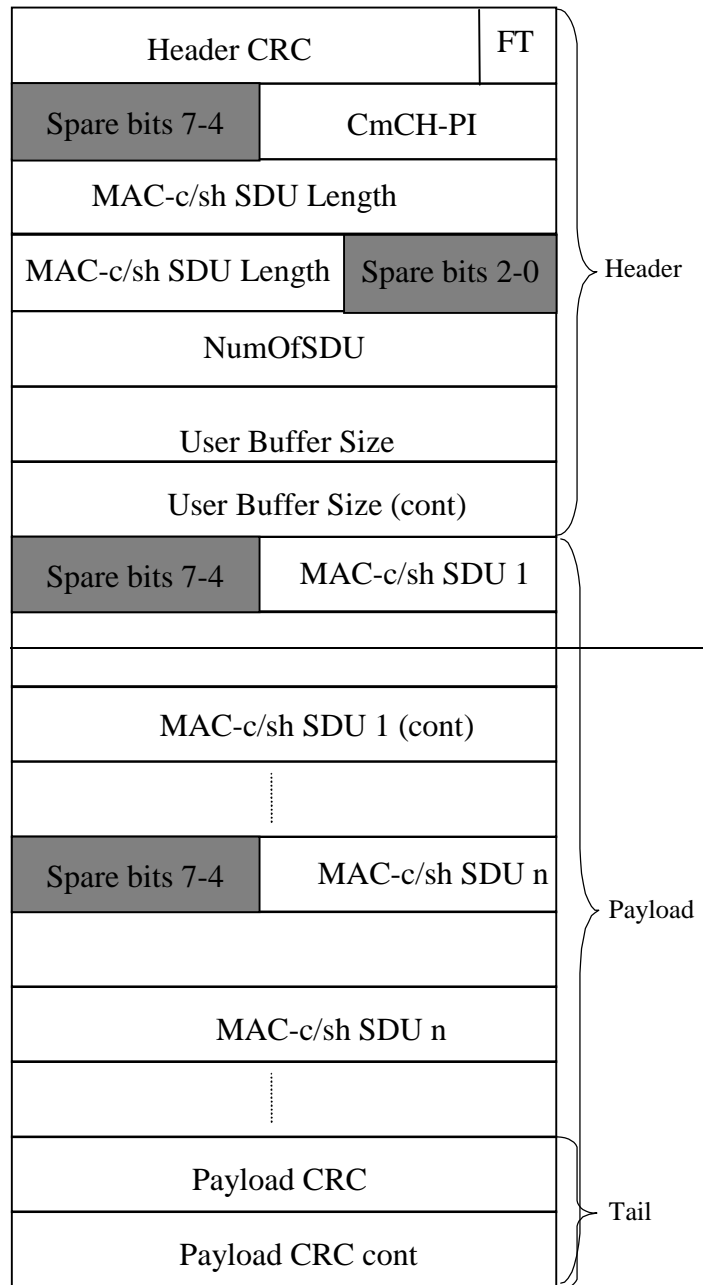 Header CRC FT
Spare bits 7-4 CmCH-PI
MAC-c/sh SDU Length
MAC-c/sh SDU Length Spare bits 2-0
Header
NumOfSDU
User Buffer Size
User Buffer Size (cont)
Spare bits 7-4 MAC-c/sh SDU 1
MAC-c/sh SDU 1 (cont)
Spare bits 7-4 MAC-c/sh SDU n
Payload
MAC-c/sh SDU n
Payload CRC
Tail
Payload CRC cont